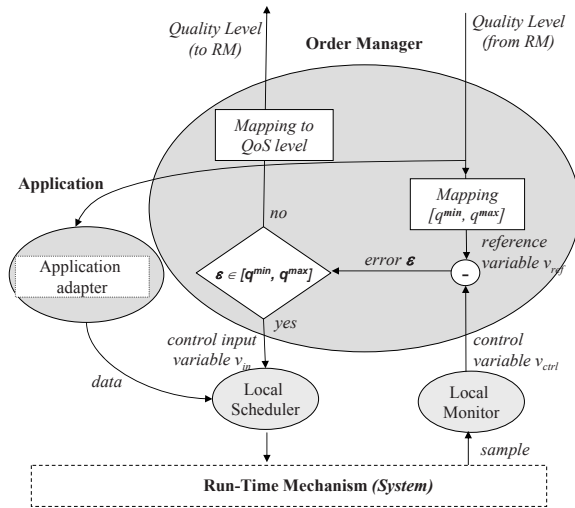 Quality Level
(to RM)
Quality Level
(from RM)
Order Manager
Mapping to
QoS level
Application
Mapping
[q^min, q^max]
no
reference
variable v_ref
error ε
-
ε ∈ [q^min, q^max]
Application
adapter
yes
control input
variable v_in
control
variable v_ctrl
data
Local
Scheduler
Local
Monitor
sample
Run-Time Mechanism (System)